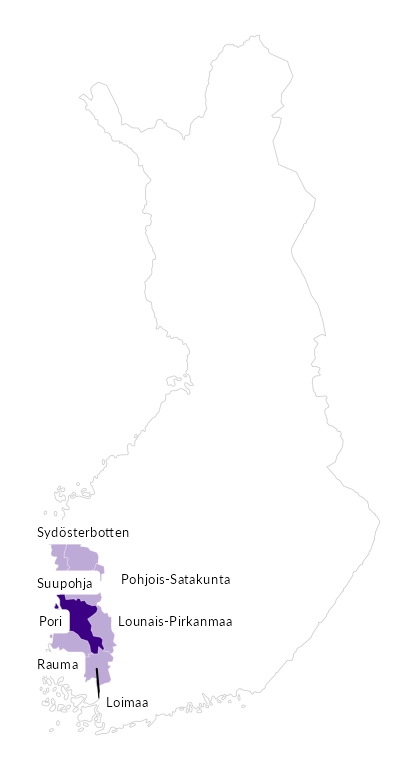 Sydösterbotten
Pohjois-Satakunta
Suupohja
Pori
Lounais-Pirkanmaa
Rauma
Loimaa